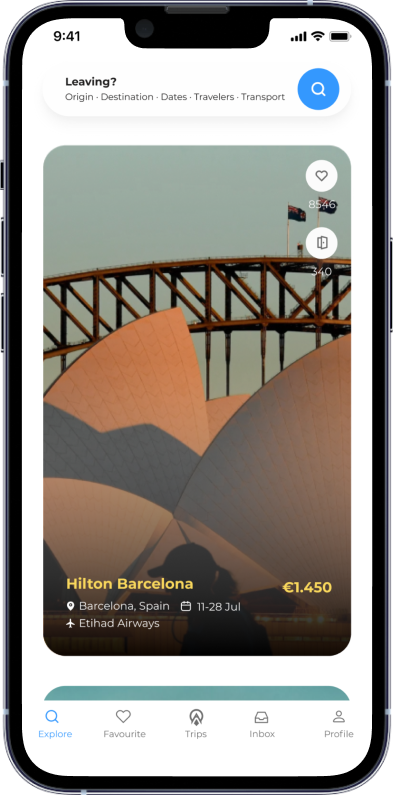 9:41
Leaving?
Origin · Destination · Dates · Travelers · Transport
8546
340
Hilton Barcelona
€1.450
Barcelona, Spain 11-28 Jul
Etihad Airways
Explore Favourite Trips Inbox Profile